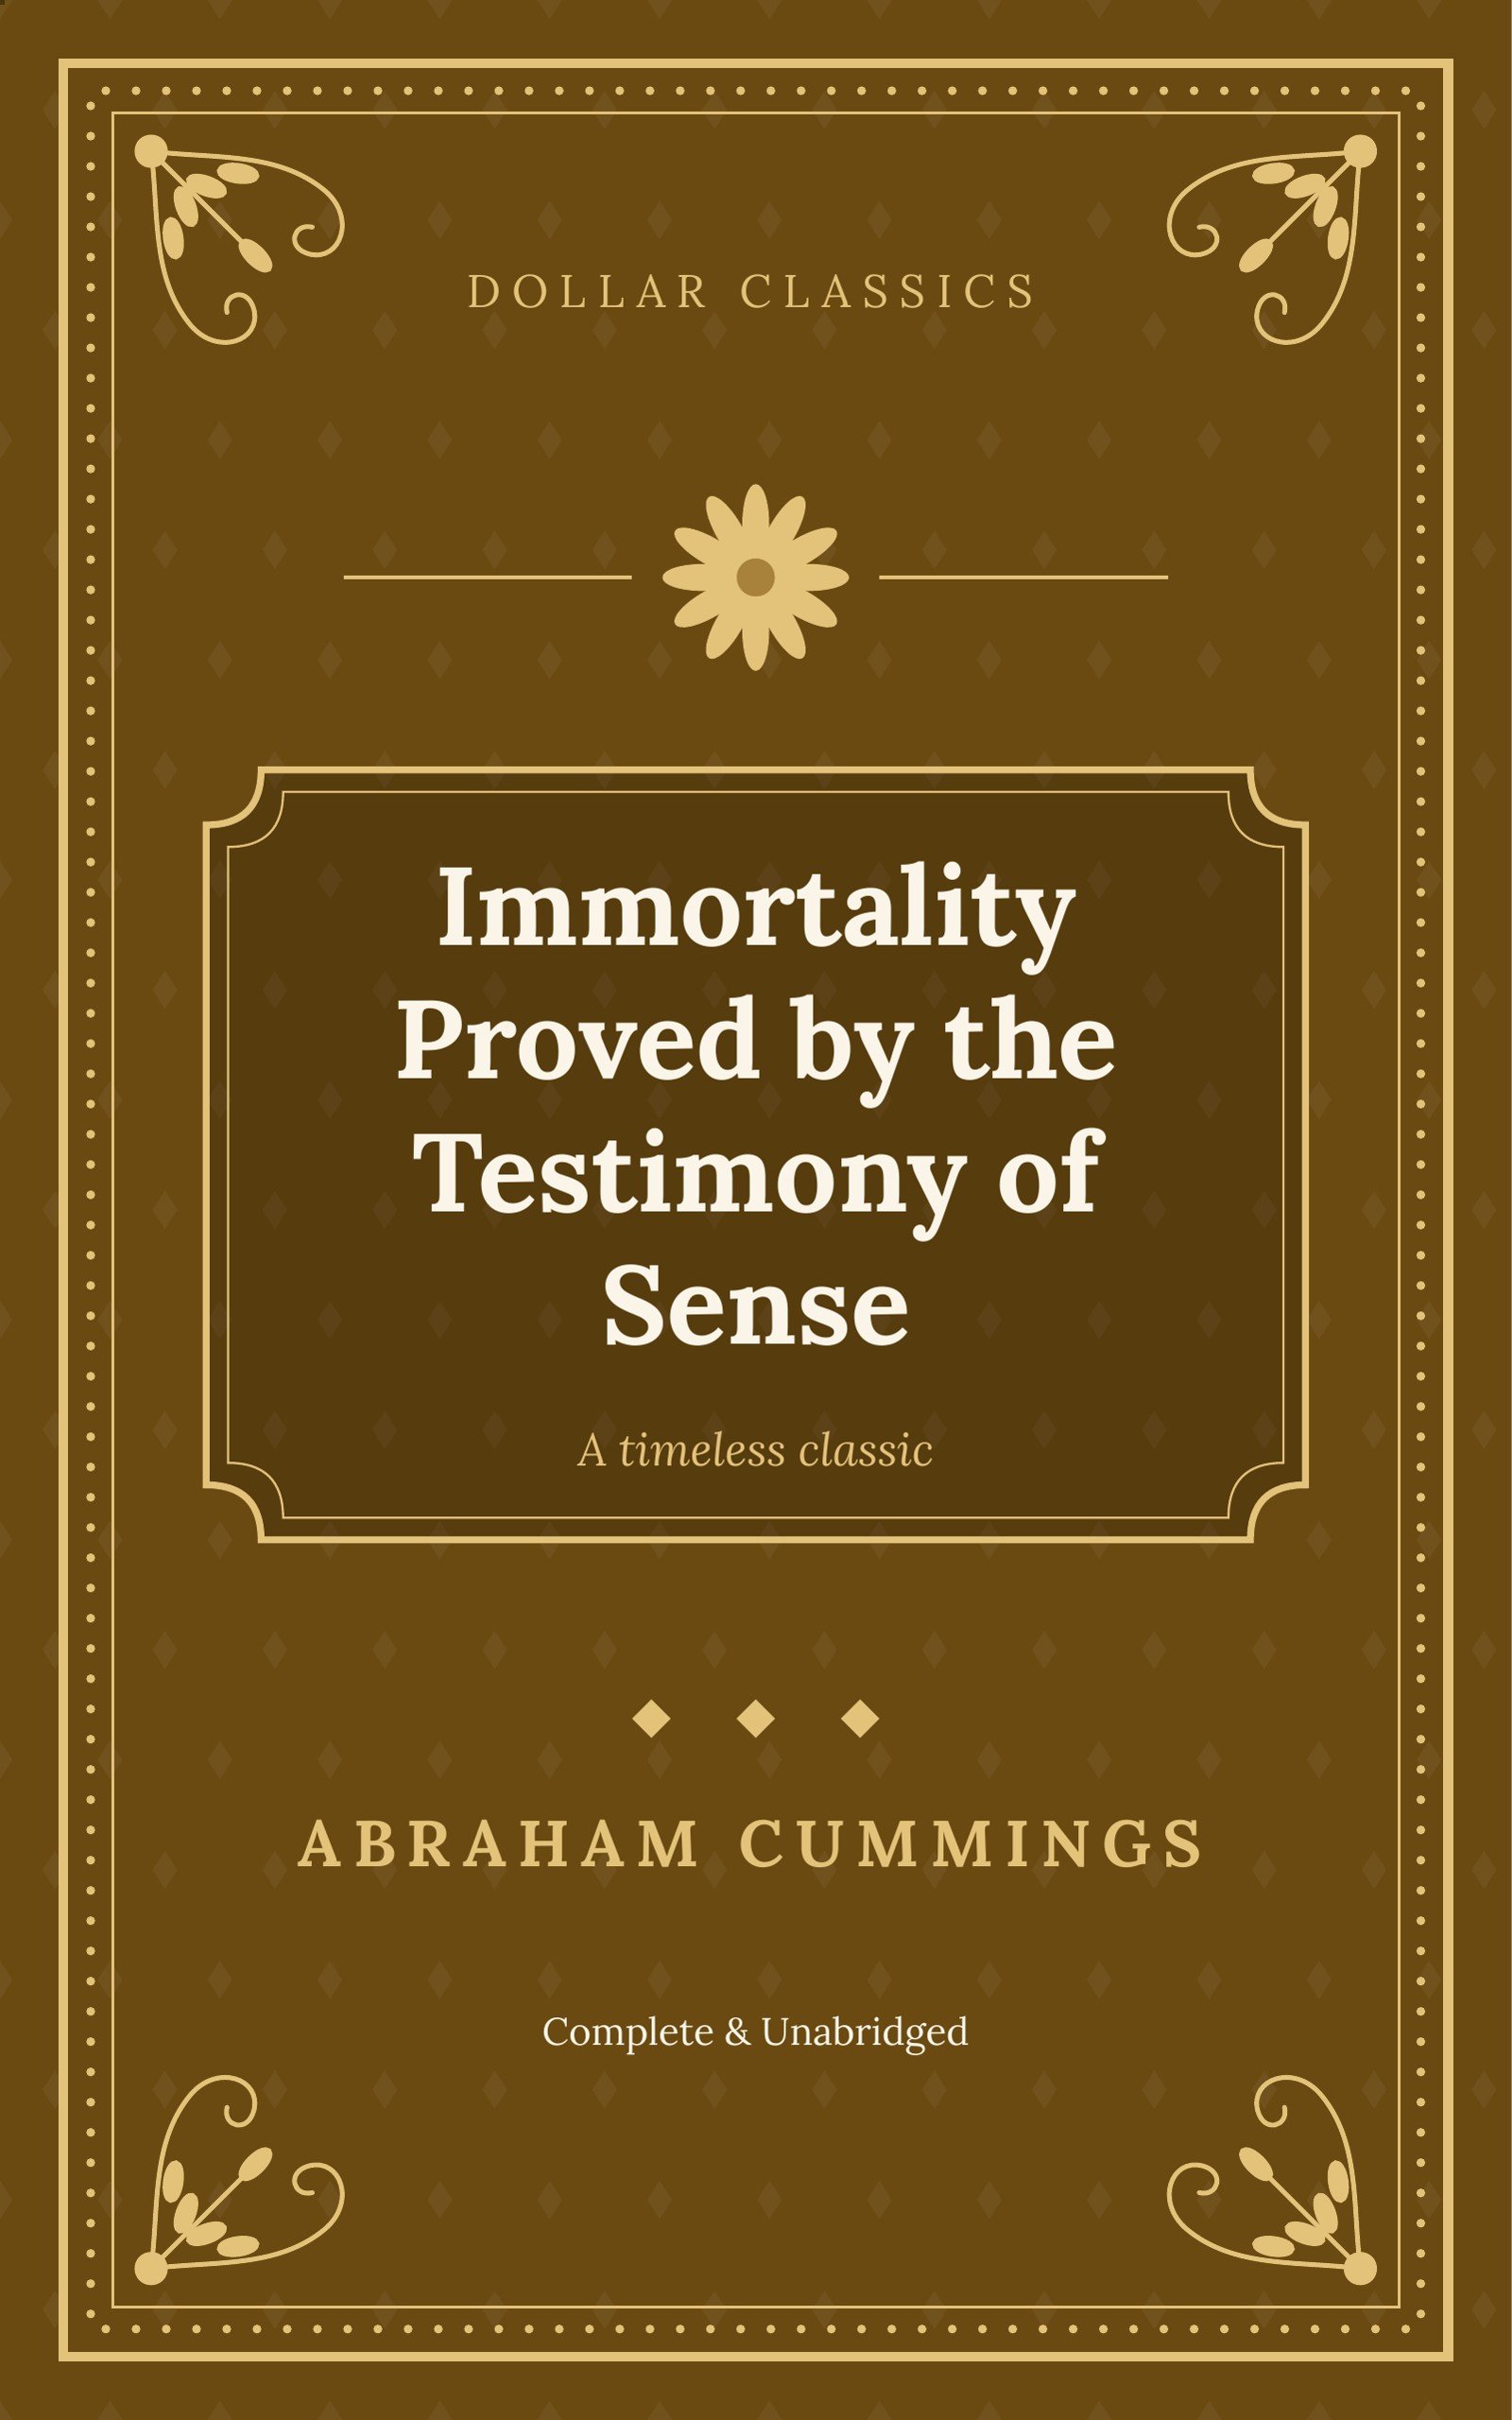 DOLLAR CLASSICS
Immortality
Proved by the
Testimony of
Sense
A timeless classic
ABRAHAM CUMMINGS
Complete & Unabridged